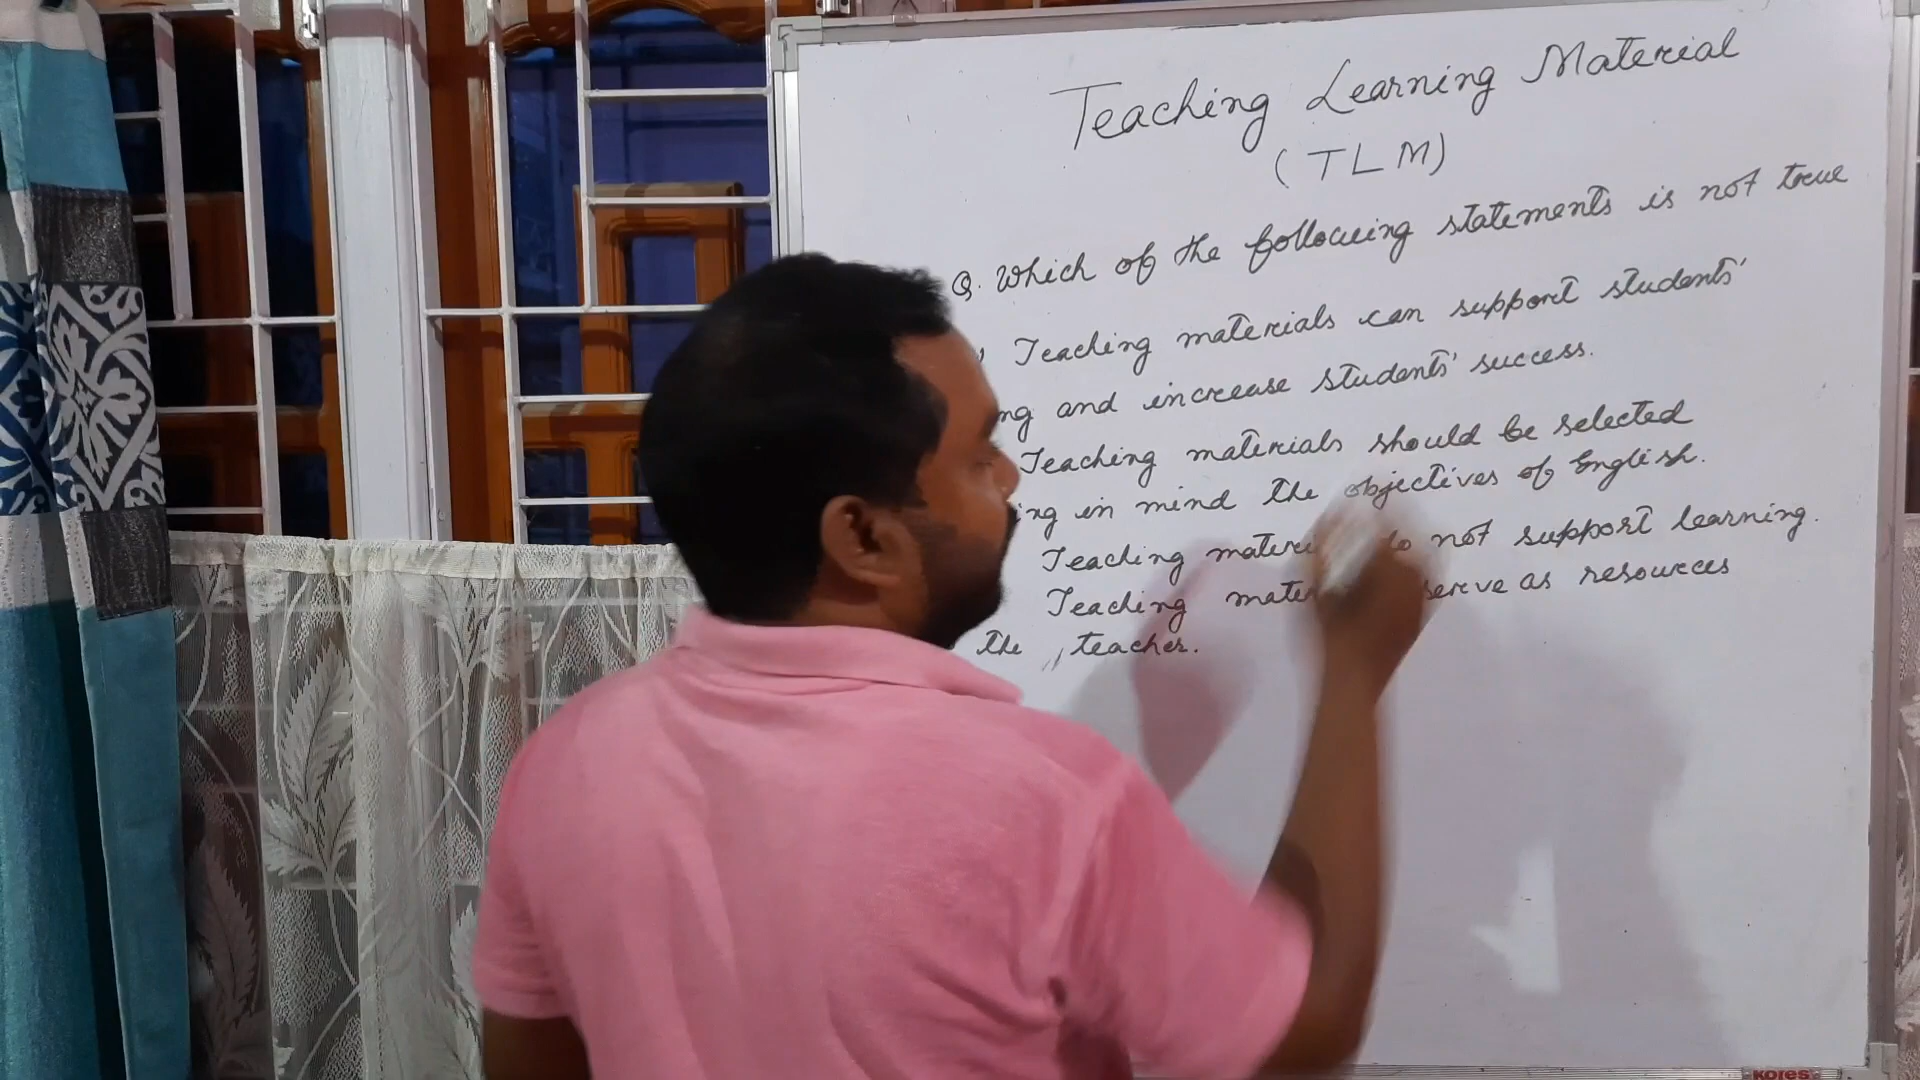 Teaching Learning Material
(TLM)
Q. Which of the following statements is not true
Teaching materials can support students'
and increase students' success.
Teaching materials should be selected
in mind the objectives of English.
Teaching do not support learning.
Teaching serve as resources
the teacher.
KORES